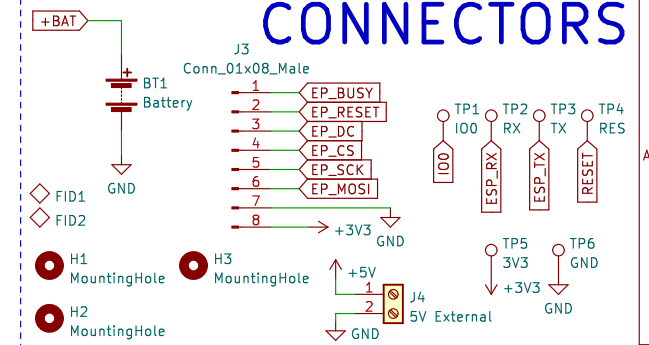 CONNECTORS
+BAT
BT1
Battery
GND
J3
Conn_01x08_Male
1 EP_BUSY
2 EP_RESET
3 EP_DC
4 EP_CS
5 EP_SCK
6 EP_MOSI
7
GND
8 +3V3
TP1
IO0
IO0
TP2
RX
ESP_RX
TP3
TX
ESP_TX
TP4
RES
RESET
A
FID1
FID2
H1
MountingHole
H2
MountingHole
H3
MountingHole
+5V
1
2
J4
5V External
GND
TP5
3V3
+3V3
TP6
GND
GND